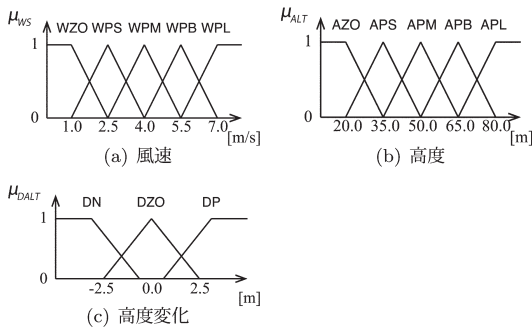 μWS
WZO WPS WPM WPB WPL
1
0
1.0 2.5 4.0 5.5 7.0
[m/s]
(a) 風速
μALT
AZO APS APM APB APL
1
0
20.0 35.0 50.0 65.0 80.0
[m]
(b) 高度
μDALT
DN DZO DP
1
0
-2.5 0.0 2.5
[m]
(c) 高度変化